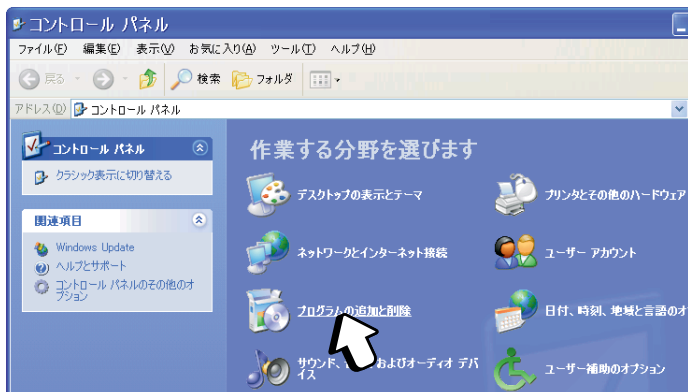 コントロール パネル
ファイル(F) 編集(E) 表示(V) お気に入り(A) ツール(T) ヘルプ(H)
戻る 検索 フォルダ
アドレス(D) コントロール パネル
コントロール パネル
クラシック表示に切り替える
関連項目
Windows Update
ヘルプとサポート
コントロール パネルのその他のオ
プション
作業する分野を選びます
デスクトップの表示とテーマ
プリンタとその他のハードウェア
ネットワークとインターネット接続
ユーザー アカウント
プログラムの追加と削除
日付、時刻、地域と言語のオ
サウンド、 およびオーディオ デバ
イス
ユーザー補助のオプション